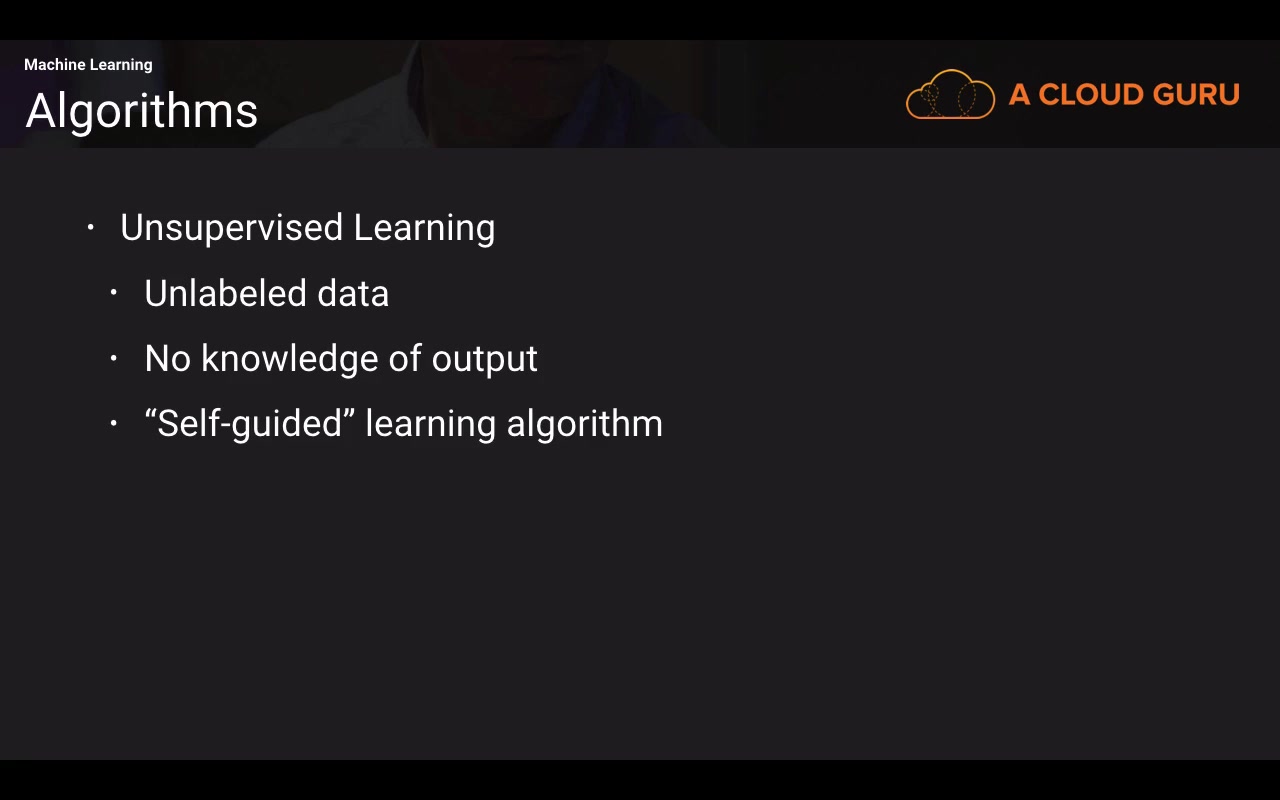 Machine Learning
Algorithms
A CLOUD GURU
• Unsupervised Learning
• Unlabeled data
• No knowledge of output
• “Self-guided” learning algorithm